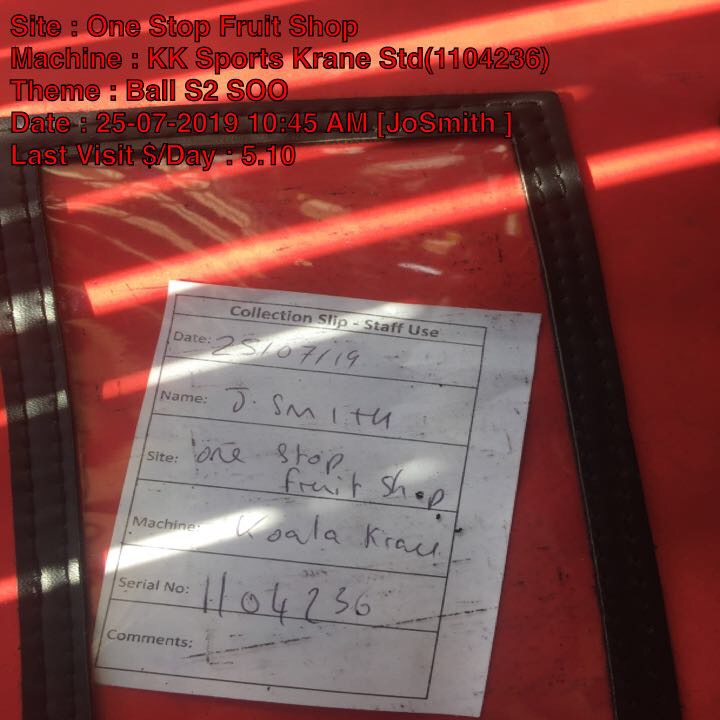 Site : One Stop Fruit Shop
Machine : KK Sports Krane Std(1104236)
Theme : Ball S2 SOO
Date : 25-07-2019 10:45 AM [JoSmith ]
Last Visit $/Day : 5.10
Collection Slip - Staff Use
Date: 25/07/19
Name: J. SMITH
Site: One Stop
Fruit Shop
Machine: Koala Krane
Serial No: 1104236
Comments: